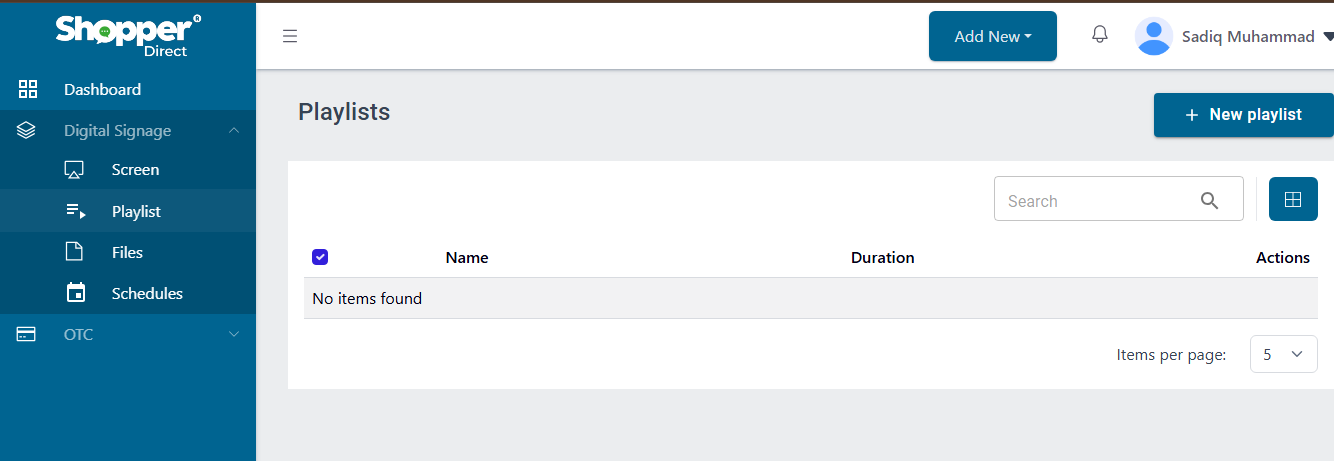 Shopper®
Direct
Add New
Sadiq Muhammad
Dashboard
Digital Signage
Screen
Playlist
Files
Schedules
OTC
Playlists
+ New playlist
Search
Name Duration Actions
No items found
Items per page: 5